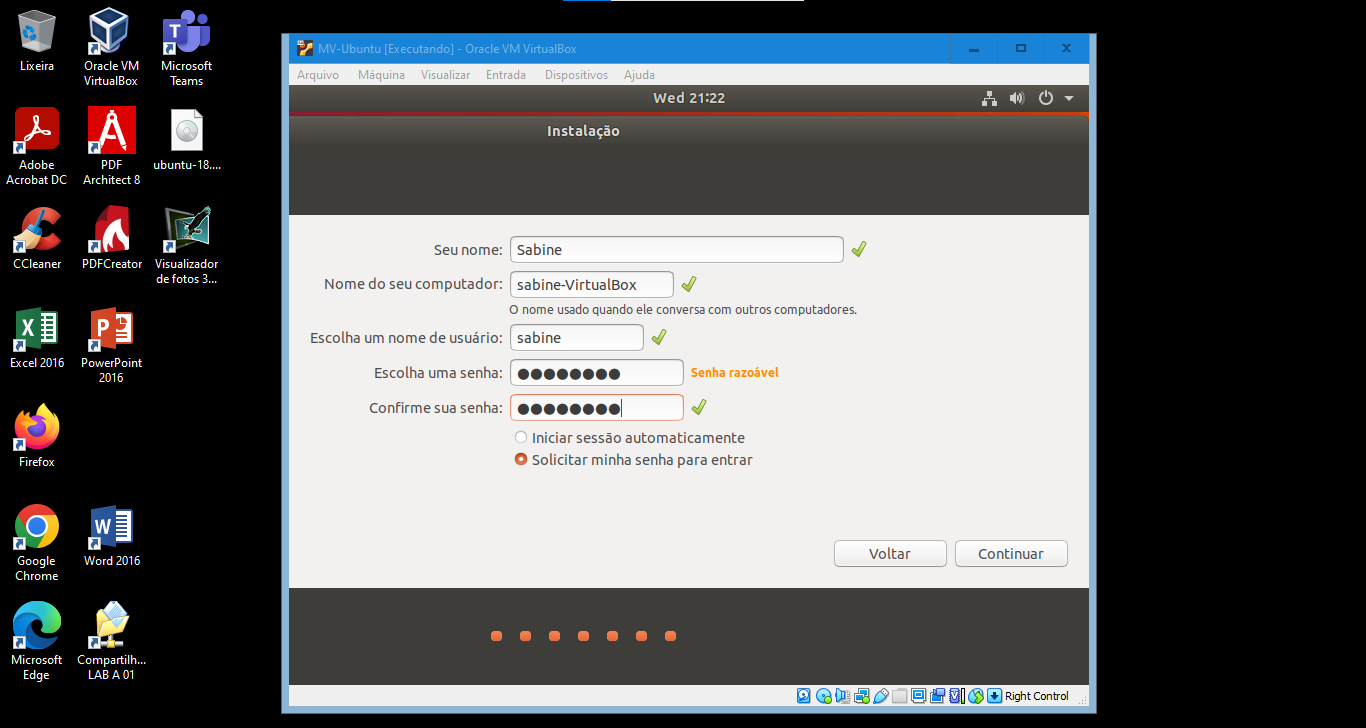 Lixeira
Oracle VM
VirtualBox
Microsoft
Teams
Adobe
Acrobat DC
PDF
Architect 8
ubuntu-18....
CCleaner
PDFCreator
Visualizador
de fotos 3...
Excel 2016
PowerPoint
2016
Firefox
Google
Chrome
Word 2016
Microsoft
Edge
Compartilh...
LAB A 01
MV-Ubuntu [Executando] - Oracle VM VirtualBox
Arquivo Máquina Visualizar Entrada Dispositivos Ajuda
Wed 21:22
Instalação
Seu nome: Sabine
Nome do seu computador: sabine-VirtualBox
O nome usado quando ele conversa com outros computadores.
Escolha um nome de usuário: sabine
Escolha uma senha: ●●●●●●●● Senha razoável
Confirme sua senha: ●●●●●●●●
Iniciar sessão automaticamente
Solicitar minha senha para entrar
Voltar Continuar
Right Control